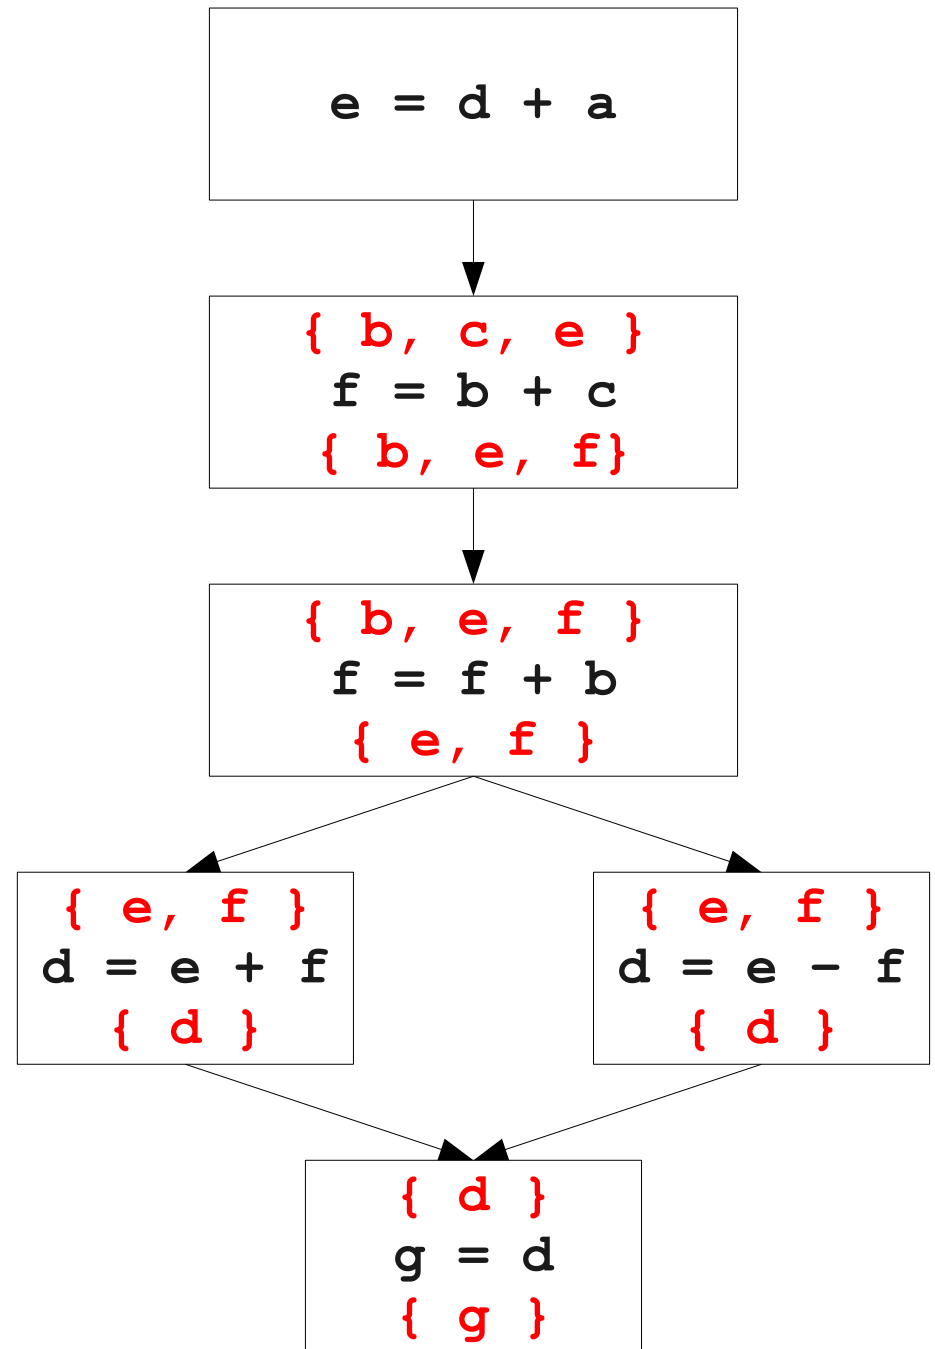 e = d + a
{ b, c, e }
f = b + c
{ b, e, f}
{ b, e, f }
f = f + b
{ e, f }
{ e, f }
d = e + f
{ d }
{ e, f }
d = e - f
{ d }
{ d }
g = d
{ g }